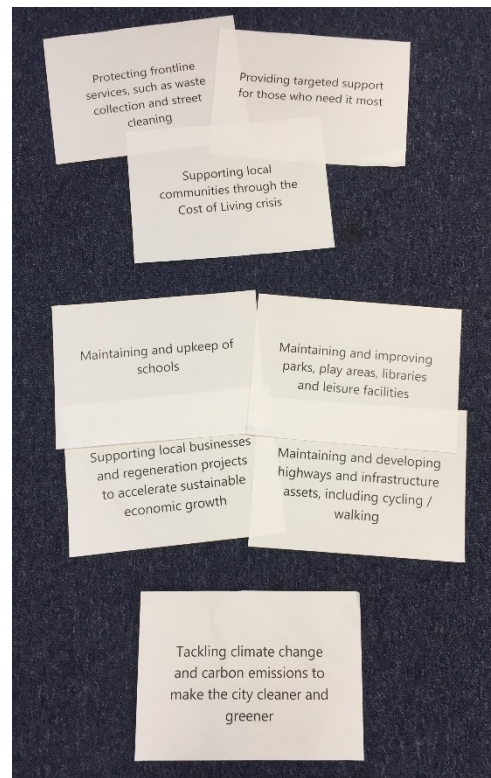 Protecting frontline
services, such as waste
collection and street
cleaning
Providing targeted support
for those who need it most
Supporting local
communities through the
Cost of Living crisis
Maintaining and upkeep of
schools
Maintaining and improving
parks, play areas, libraries
and leisure facilities
Supporting local businesses
and regeneration projects
to accelerate sustainable
economic growth
Maintaining and developing
highways and infrastructure
assets, including cycling /
walking
Tackling climate change
and carbon emissions to
make the city cleaner and
greener